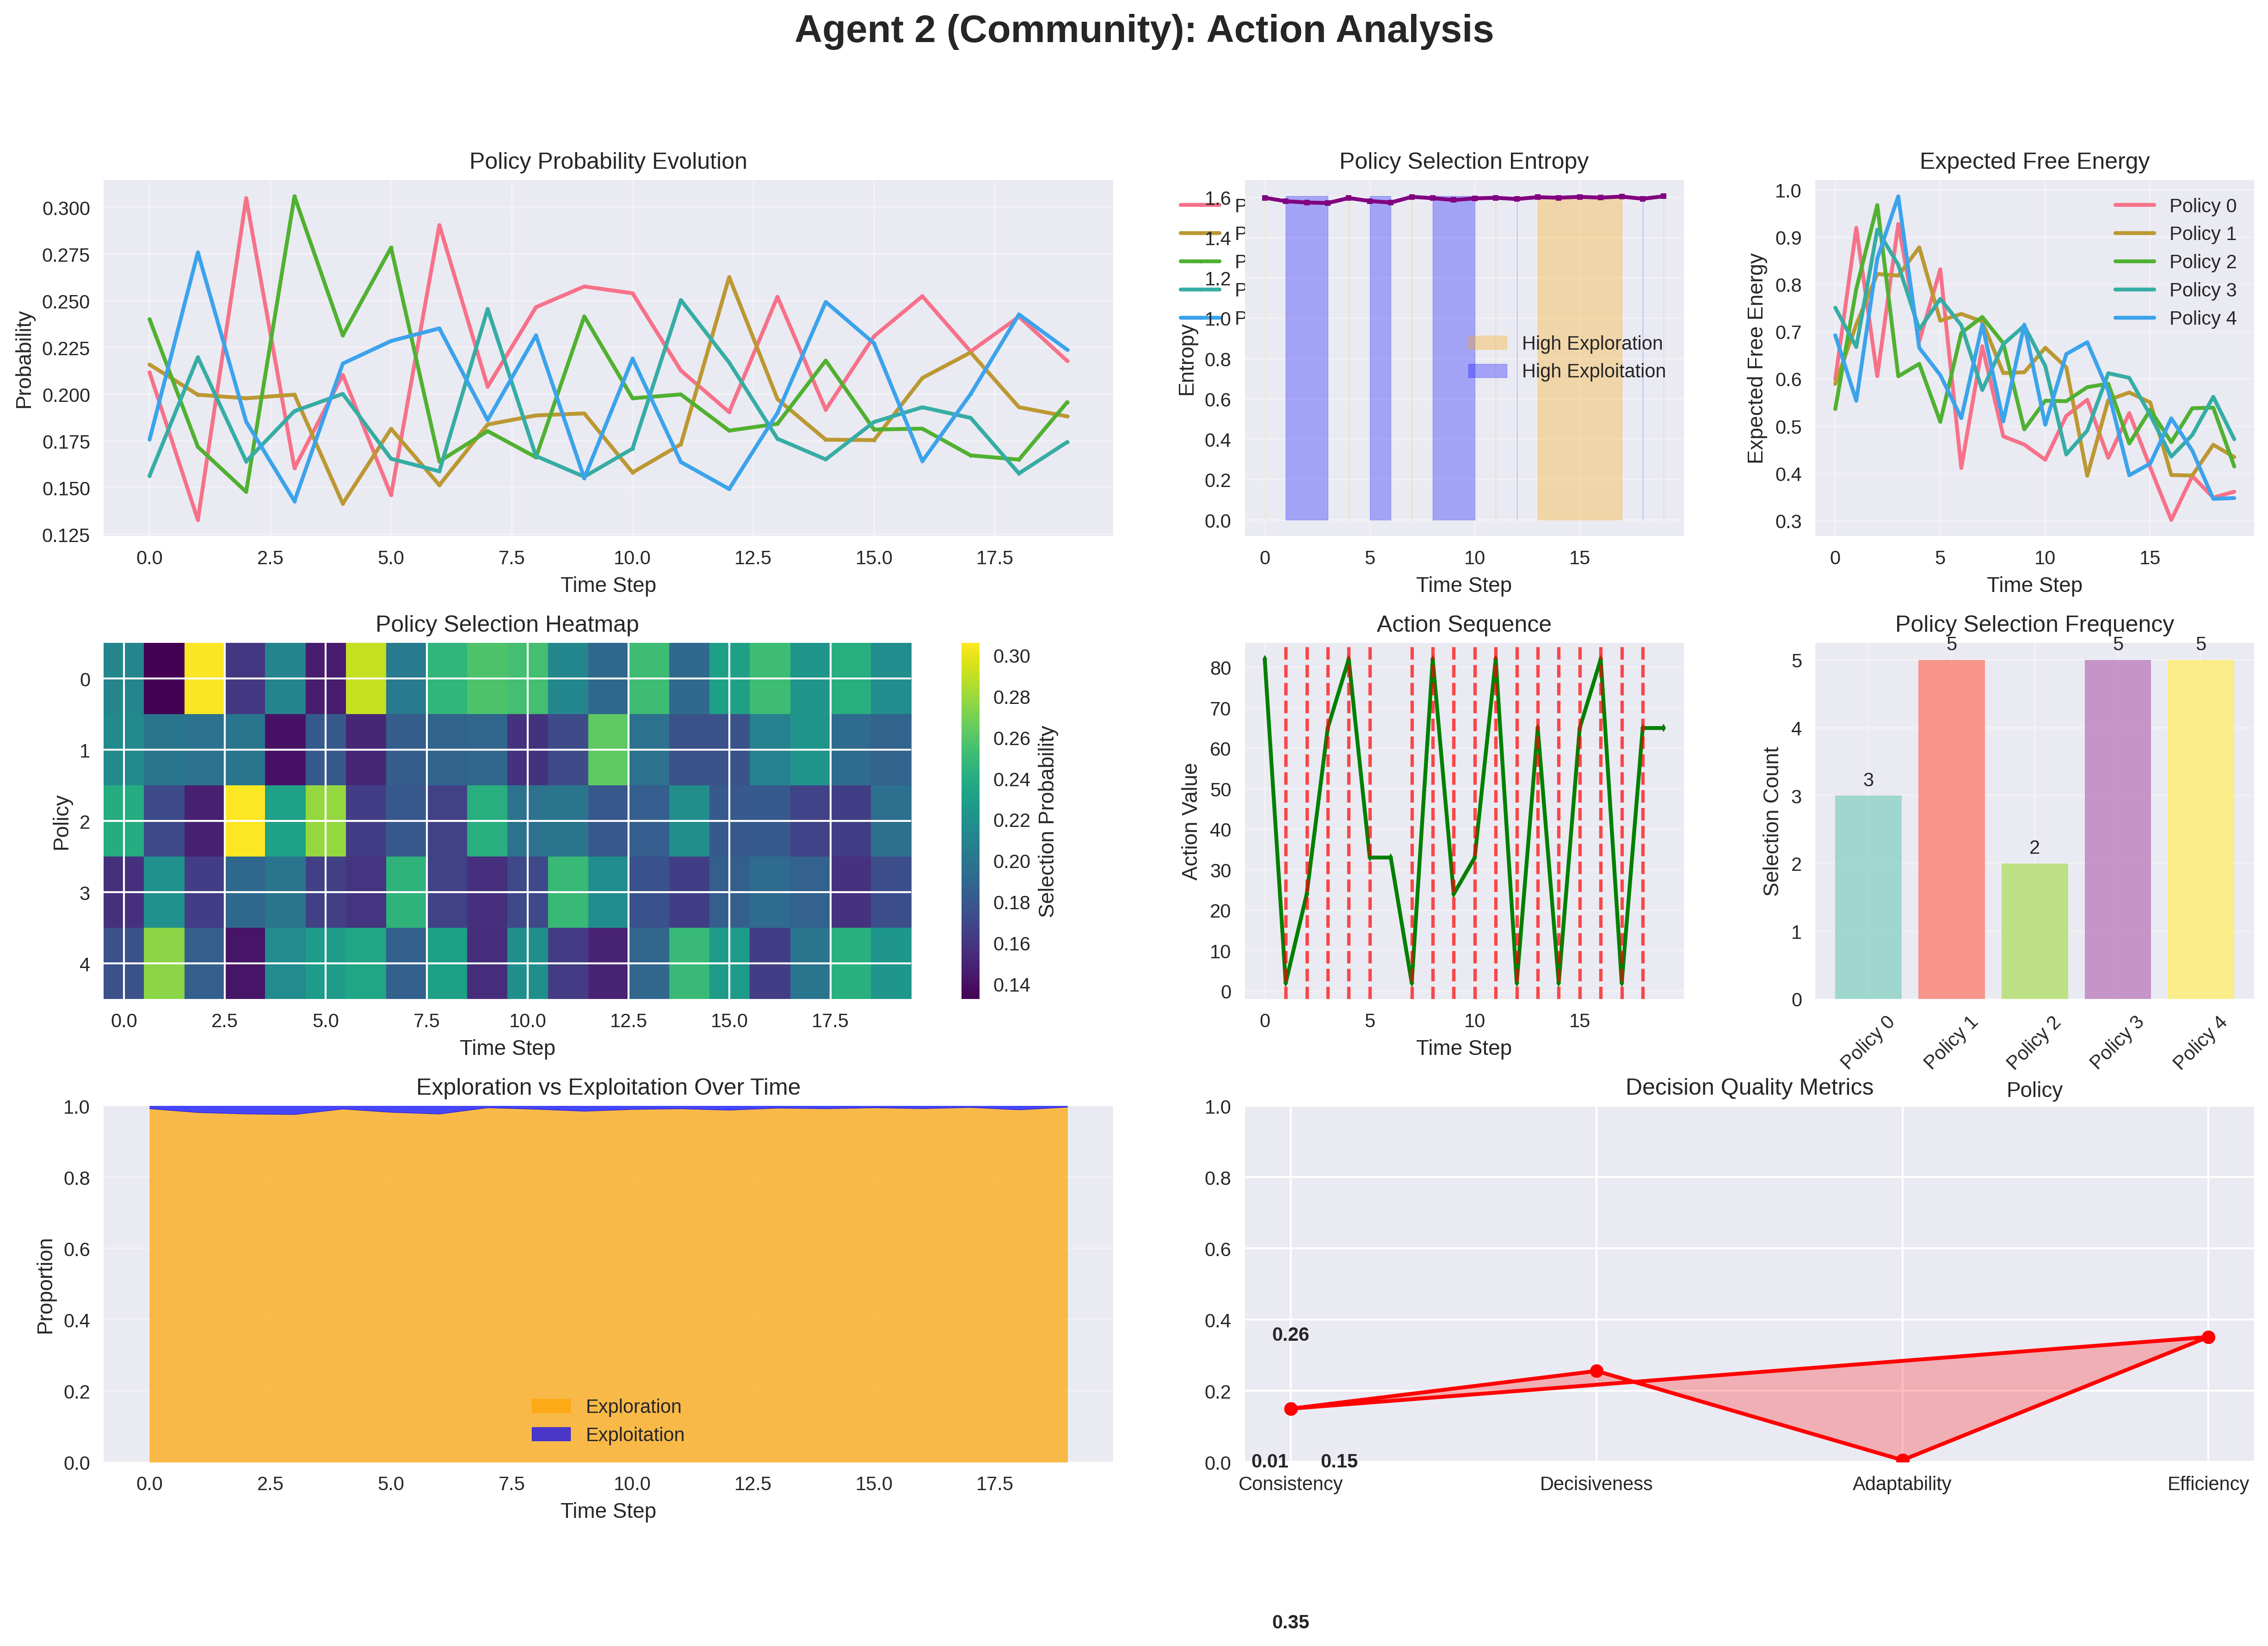 Agent 2 (Community): Action Analysis
Policy Probability Evolution
Probability
0.300
0.275
0.250
0.225
0.200
0.175
0.150
0.125
0.0 2.5 5.0 7.5 10.0 12.5 15.0 17.5
Time Step
P
P
P
P
P
Policy Selection Entropy
Entropy
1.6
1.4
1.2
1.0
0.8
0.6
0.4
0.2
0.0
High Exploration
High Exploitation
0 5 10 15
Time Step
Expected Free Energy
Expected Free Energy
1.0
0.9
0.8
0.7
0.6
0.5
0.4
0.3
Policy 0
Policy 1
Policy 2
Policy 3
Policy 4
0 5 10 15
Time Step
Policy Selection Heatmap
Policy
0
1
2
3
4
0.0 2.5 5.0 7.5 10.0 12.5 15.0 17.5
Time Step
0.30
0.28
0.26
0.24
0.22
0.20
0.18
0.16
0.14
Selection Probability
Action Sequence
Action Value
80
70
60
50
40
30
20
10
0
0 5 10 15
Time Step
Policy Selection Frequency
Selection Count
5
4
3
2
1
0
3 5 2 5 5
Policy 0 Policy 1 Policy 2 Policy 3 Policy 4
Policy
Exploration vs Exploitation Over Time
Proportion
1.0
0.8
0.6
0.4
0.2
0.0
Exploration
Exploitation
0.0 2.5 5.0 7.5 10.0 12.5 15.0 17.5
Time Step
Decision Quality Metrics
1.0
0.8
0.6
0.4
0.2
0.0
0.26
0.01 0.15
Consistency Decisiveness Adaptability Efficiency
0.35